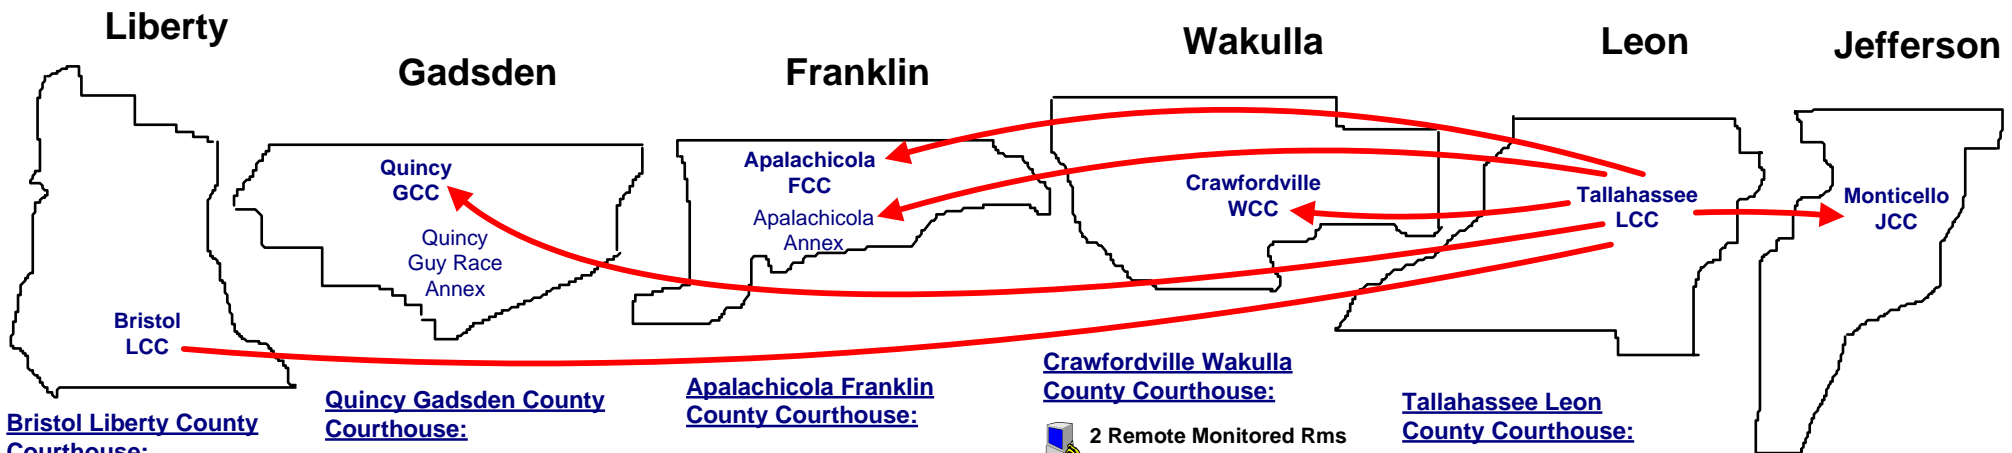 Liberty
Gadsden
Franklin
Wakulla
Leon
Jefferson
Quincy
GCC
Quincy
Guy Race
Annex
Apalachicola
FCC
Apalachicola
Annex
Crawfordville
WCC
Tallahassee
LCC
Monticello
JCC
Bristol
LCC
Bristol Liberty County
Courthouse:
Quincy Gadsden County
Courthouse:
Apalachicola Franklin
County Courthouse:
Crawfordville Wakulla
County Courthouse:
2 Remote Monitored Rms
Tallahassee Leon
County Courthouse: